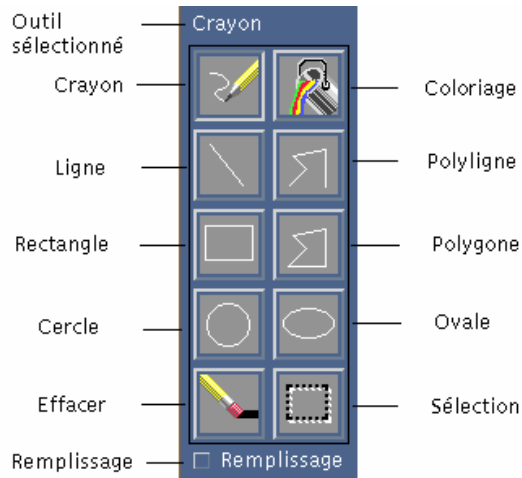 Outil
sélectionné
Crayon
Crayon
Coloriage
Ligne
Polyligne
Rectangle
Polygone
Cercle
Ovale
Effacer
Sélection
Remplissage
Remplissage